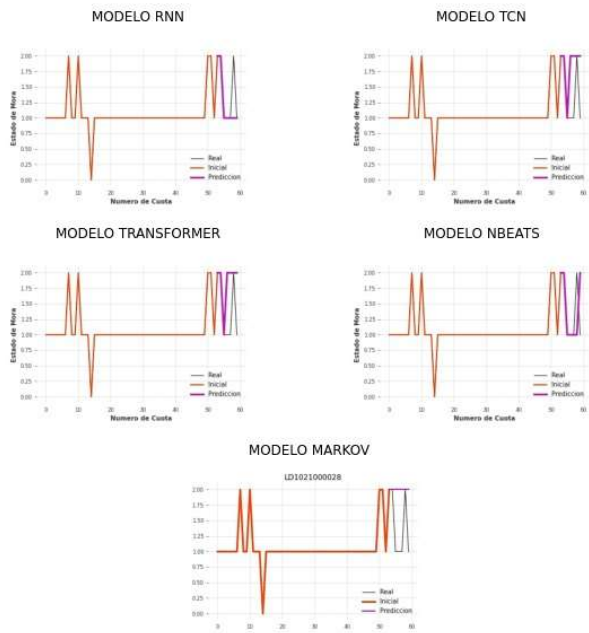 MODELO RNN
2.00
1.75
1.50
1.25
1.00
0.75
0.50
0.25
0.00
Estado de Mora
Real
Inicial
Prediccion
0 10 20 30 40 50 60
Numero de Cuota
MODELO TCN
2.00
1.75
1.50
1.25
1.00
0.75
0.50
0.25
0.00
Estado de Mora
Real
Inicial
Prediccion
0 10 20 30 40 50 60
Numero de Cuota
MODELO TRANSFORMER
2.00
1.75
1.50
1.25
1.00
0.75
0.50
0.25
0.00
Estado de Mora
Real
Inicial
Prediccion
0 10 20 30 40 50 60
Numero de Cuota
MODELO NBEATS
2.00
1.75
1.50
1.25
1.00
0.75
0.50
0.25
0.00
Estado de Mora
Real
Inicial
Prediccion
0 10 20 30 40 50 60
Numero de Cuota
MODELO MARKOV
LD1021000028
2.00
1.75
1.50
1.25
1.00
0.75
0.50
0.25
0.00
Real
Inicial
Prediccion
0 10 20 30 40 50 60